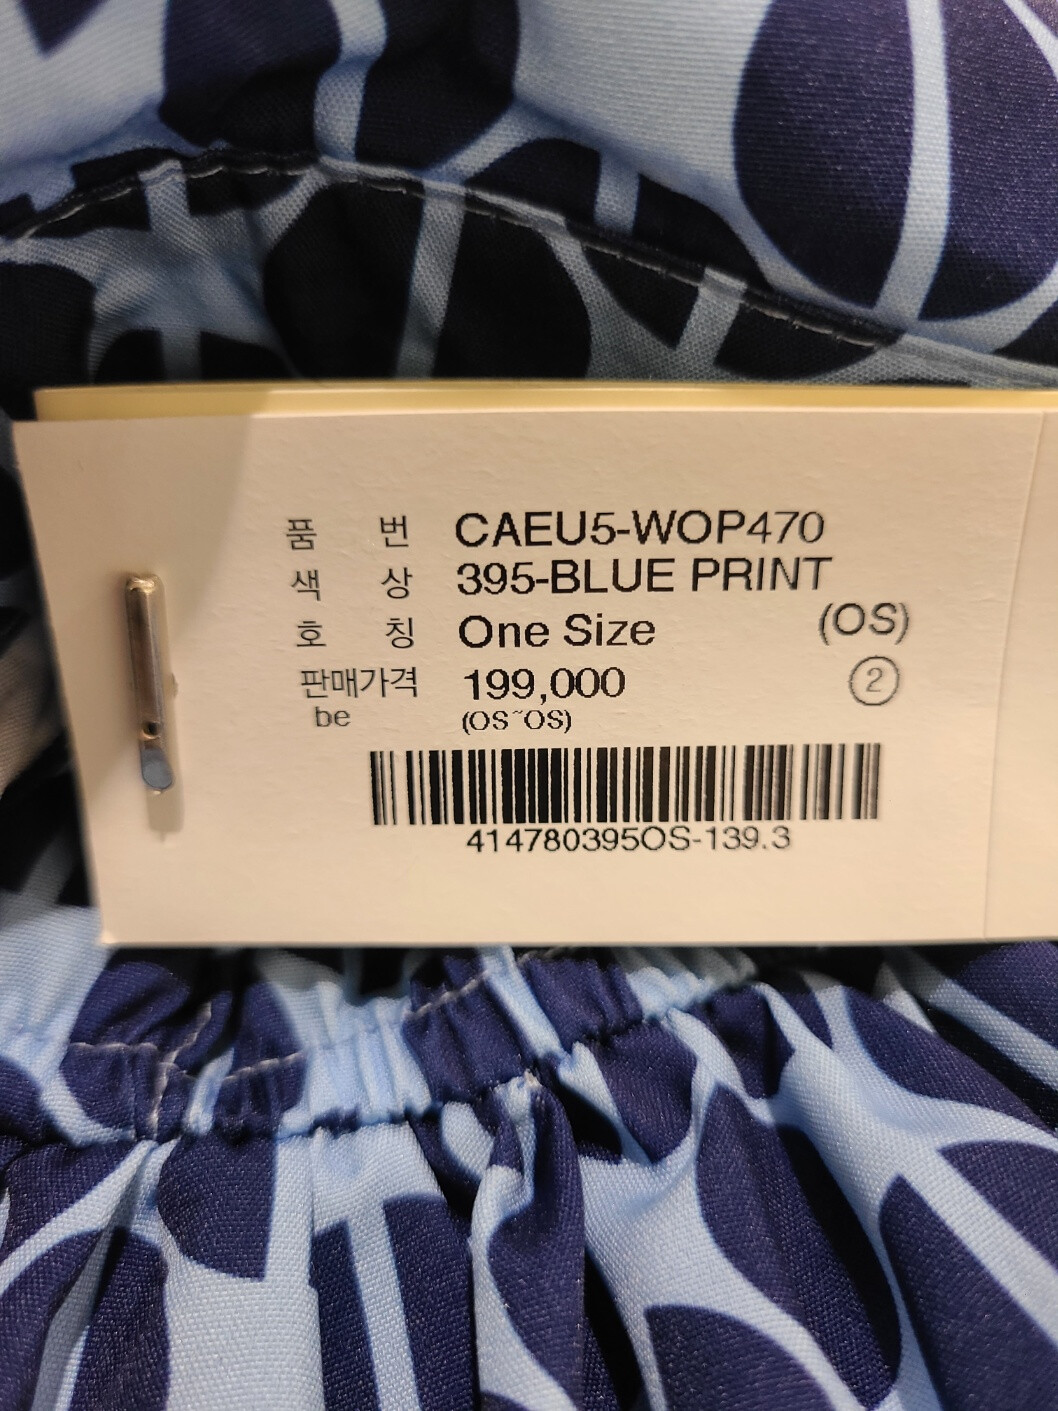 품 번 CAEU5-WOP470
색 상 395-BLUE PRINT
호 칭 One Size (OS)
판매가격 199,000 ②
be (OS~OS)
414780395OS-139.3